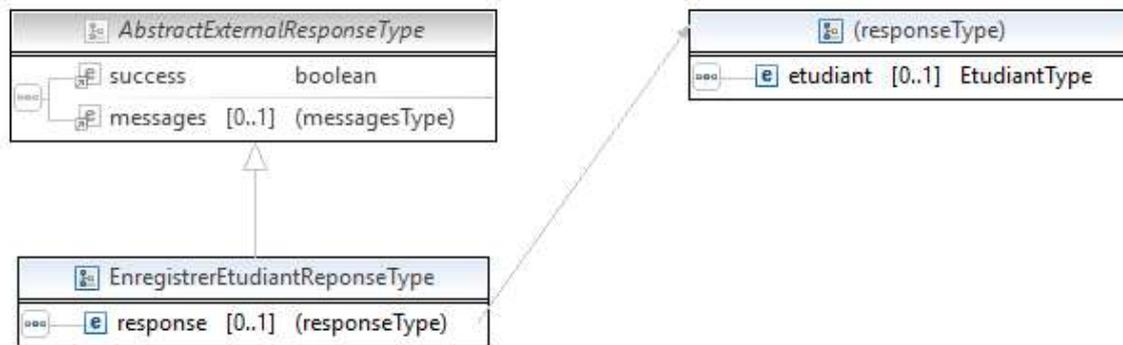 AbstractExternalResponseType
success boolean
messages [0..1] (messagesType)
(responseType)
etudiant [0..1] EtudiantType
EnregistrerEtudiantReponseType
response [0..1] (responseType)